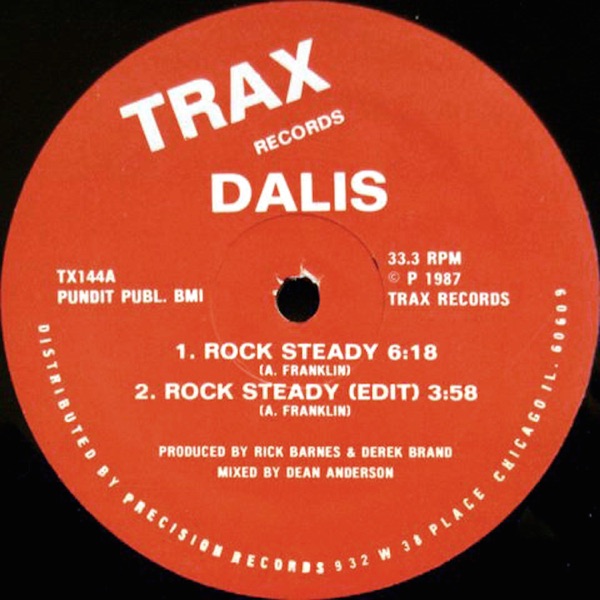 TRAX
RECORDS
DALIS
TX144A
PUNDIT PUBL. BMI
33.3 RPM
© P 1987
TRAX RECORDS
1. ROCK STEADY 6:18
(A. FRANKLIN)
2. ROCK STEADY (EDIT) 3:58
(A. FRANKLIN)
PRODUCED BY RICK BARNES & DEREK BRAND
MIXED BY DEAN ANDERSON
DISTRIBUTED BY PRECISION RECORDS 932 W 38 PLACE CHICAGO IL. 60609